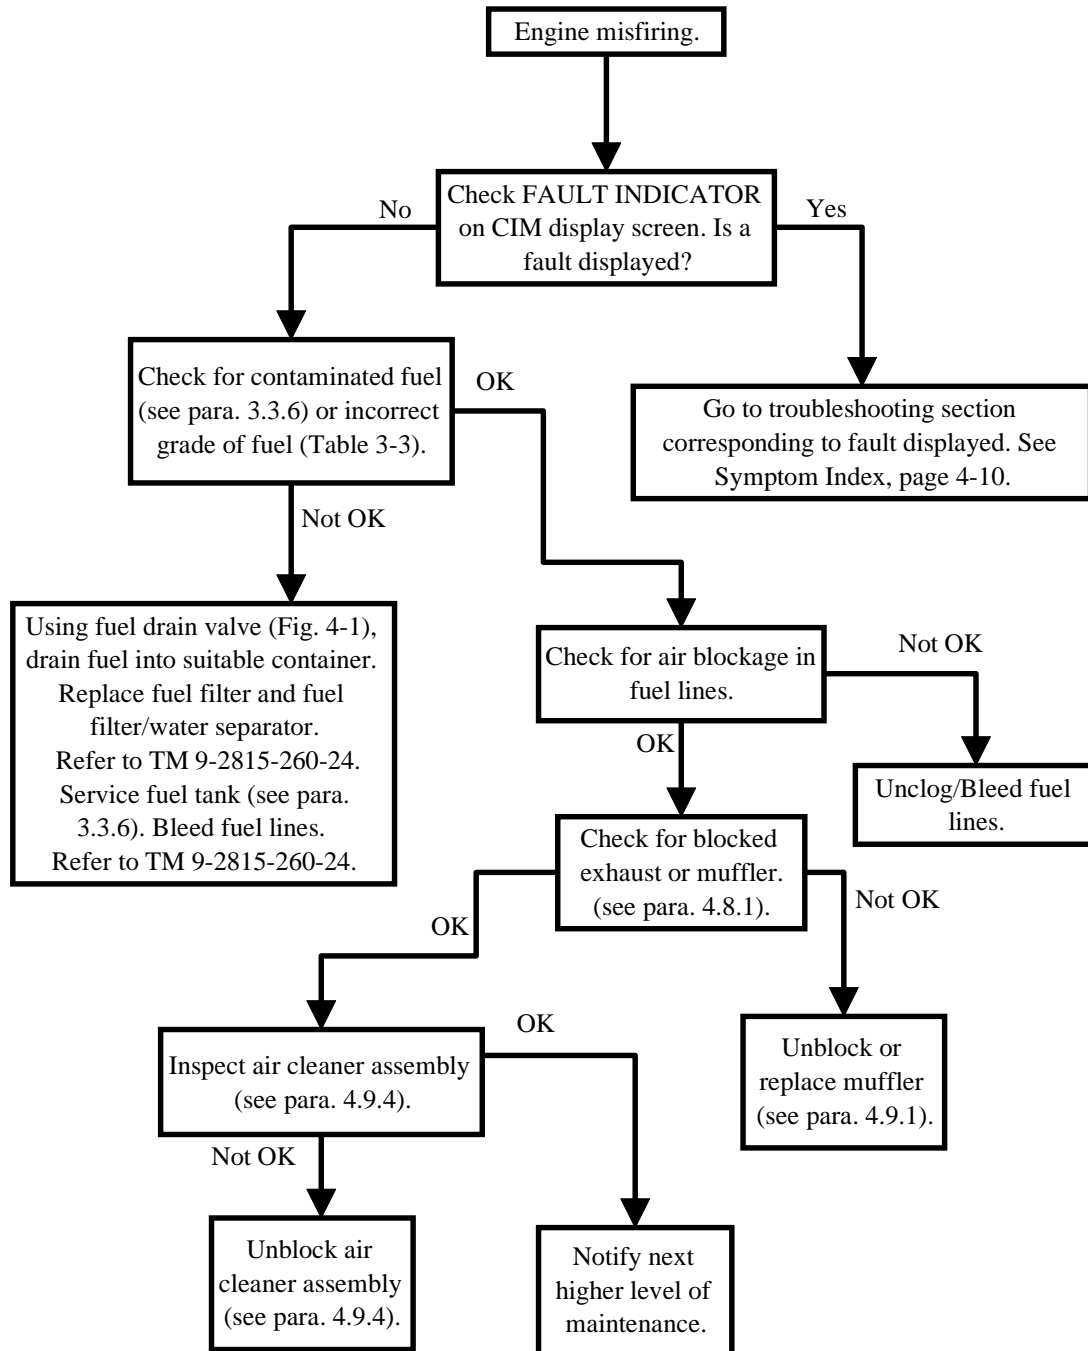 Engine misfiring.
Check FAULT INDICATOR
on CIM display screen. Is a
fault displayed?
No
Yes
Check for contaminated fuel
(see para. 3.3.6) or incorrect
grade of fuel (Table 3-3).
OK
Go to troubleshooting section
corresponding to fault displayed. See
Symptom Index, page 4-10.
Not OK
Using fuel drain valve (Fig. 4-1),
drain fuel into suitable container.
Replace fuel filter and fuel
filter/water separator.
Refer to TM 9-2815-260-24.
Service fuel tank (see para.
3.3.6). Bleed fuel lines.
Refer to TM 9-2815-260-24.
Check for air blockage in
fuel lines.
Not OK
OK
Unclog/Bleed fuel
lines.
Check for blocked
exhaust or muffler.
(see para. 4.8.1).
Not OK
OK
Unblock or
replace muffler
(see para. 4.9.1).
Inspect air cleaner assembly
(see para. 4.9.4).
OK
Not OK
Unblock air
cleaner assembly
(see para. 4.9.4).
Notify next
higher level of
maintenance.